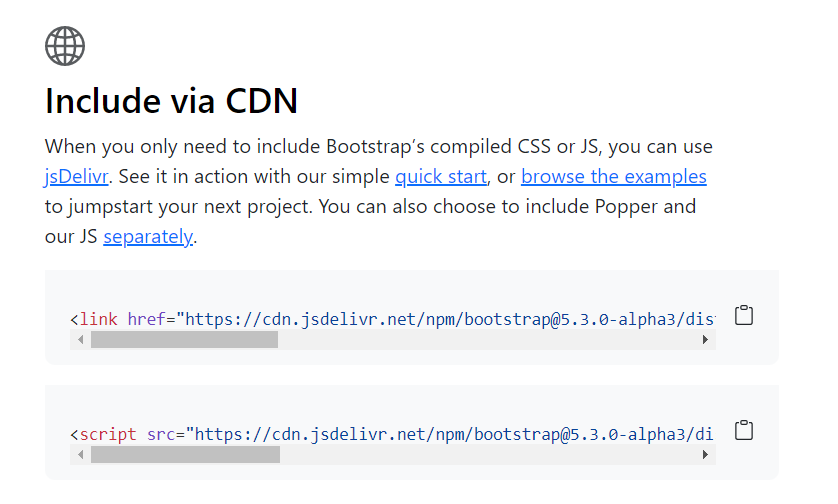 Include via CDN
When you only need to include Bootstrap’s compiled CSS or JS, you can use
jsDelivr. See it in action with our simple quick start, or browse the examples
to jumpstart your next project. You can also choose to include Popper and
our JS separately.
<link href="https://cdn.jsdelivr.net/npm/bootstrap@5.3.0-alpha3/dist
<script src="https://cdn.jsdelivr.net/npm/bootstrap@5.3.0-alpha3/di